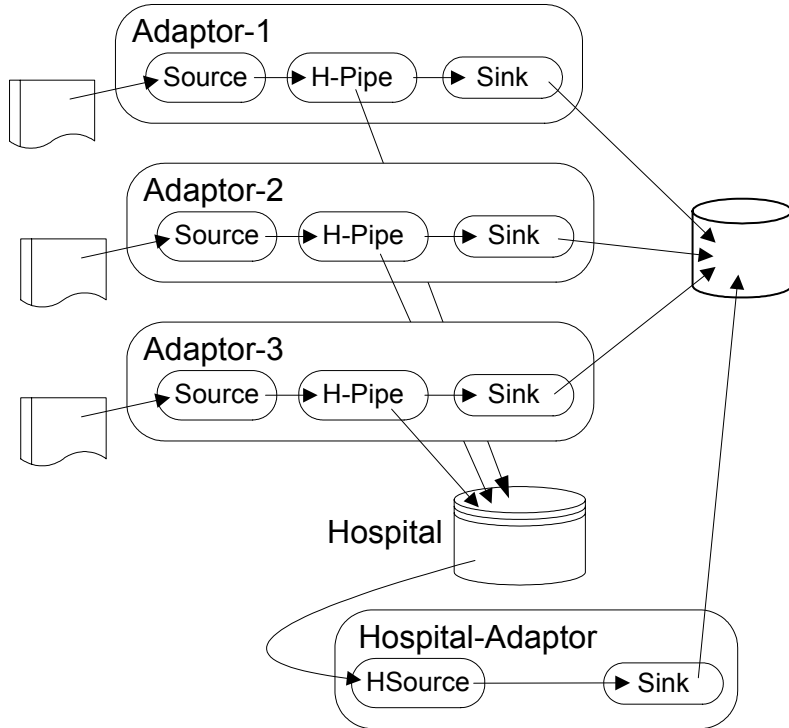 Adaptor-1
Source H-Pipe Sink
Adaptor-2
Source H-Pipe Sink
Adaptor-3
Source H-Pipe Sink
Hospital
Hospital-Adaptor
HSource Sink